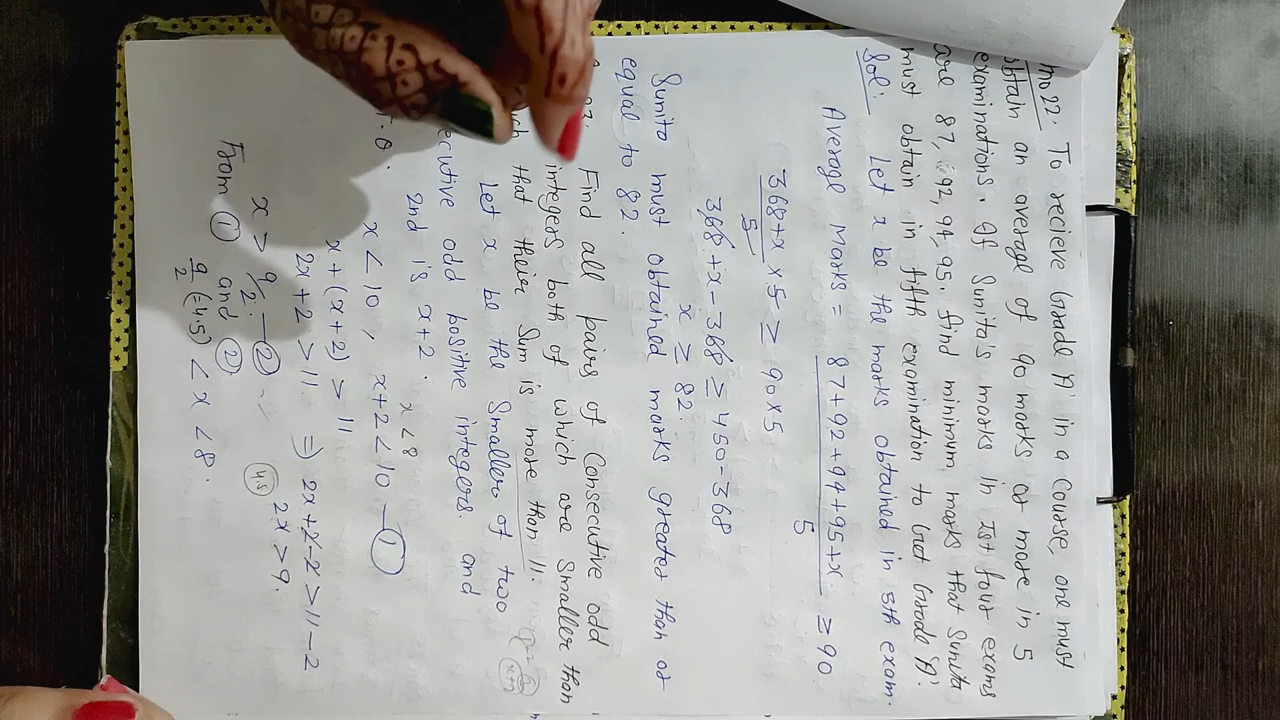 no 22: To recieve Grade 'A' in a Course, one must
obtain an average of 90 marks or more in 5
examinations. If Sunita's marks in Ist four exams
are 87, 92, 94, 95. find minimum marks that Sunita
must obtain in fifth examination to Get Grade 'A'.
Sol: Let x be the marks obtained in 5th exam.
Average Marks = 87+92+94+95+x / 5 ≥ 90
368+x / 5 × 5 ≥ 90×5
368+x-368 ≥ 450-368
x ≥ 82
Sunita must obtained marks greater than or
equal to 82.
Find all pairs of Consecutive odd
integers both of which are Smaller than
that their Sum is more than 11.
Let x be the Smaller of two
ecutive odd positive integers. and
2nd is x+2.
x<8
x<10, x+2<10 —①
x+(x+2) > 11
2x+2 > 11 ⇒ 2x+2-2 > 11-2
2x > 9.
4.5
x > 9/2 —②
From ① and ②
9/2 (=4.5) < x < 8.